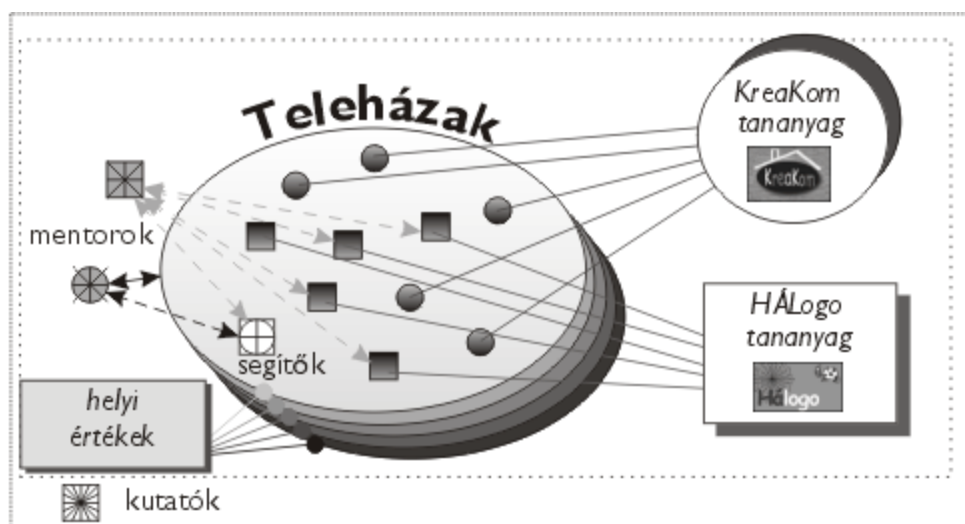 Teleházak
KreaKom
tananyag
KreaKom
mentorok
HÁLogo
tananyag
Hálogo
segítők
helyi
értékek
kutatók